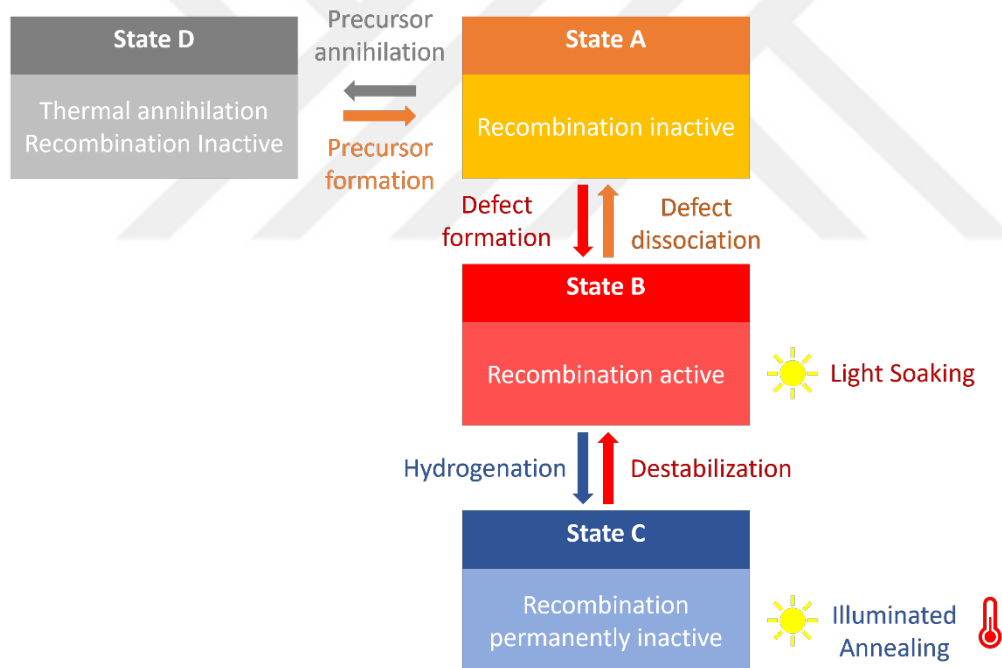 State D
Thermal annihilation
Recombination Inactive
Precursor
annihilation
Precursor
formation
State A
Recombination inactive
Defect
formation
Defect
dissociation
State B
Recombination active
Light Soaking
Hydrogenation
Destabilization
State C
Recombination
permanently inactive
Illuminated
Annealing